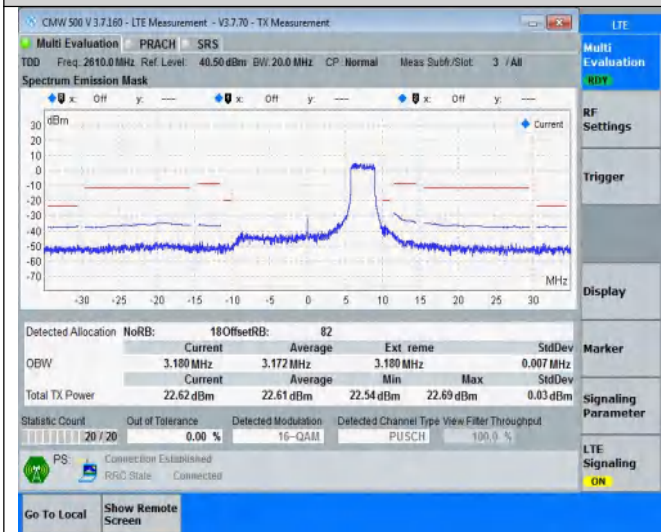 CMW 500 V 3.7.160 - LTE Measurement - V3.7.70 - TX Measurement
LTE
Multi Evaluation PRACH SRS
Multi Evaluation
RDY
TDD Freq: 2610.0 MHz Ref. Level: 40.50 dBm BW: 20.0 MHz CP: Normal Meas Subfr./Slot: 3 / All
Spectrum Emission Mask
x: Off y: --- x: Off y: --- x: Off y: ---
dBm
Current
30
20
10
0
-10
-20
-30
-40
-50
-60
-70
MHz
-30 -25 -20 -15 -10 -5 0 5 10 15 20 25 30
RF Settings
Trigger
Display
Marker
Signaling Parameter
LTE Signaling
ON
Detected Allocation NoRB: 18OffsetRB: 82
Current Average Ext reme StdDev
OBW 3.180 MHz 3.172 MHz 3.180 MHz 0.007 MHz
Current Average Min Max StdDev
Total TX Power 22.62 dBm 22.61 dBm 22.54 dBm 22.69 dBm 0.03 dBm
Statistic Count Out of Tolerance Detected Modulation Detected Channel Type View Filter Throughput
20 / 20 0.00 % 16-QAM PUSCH 100.0 %
PS: Connection Established
RRC State Connected
Go To Local Show Remote Screen